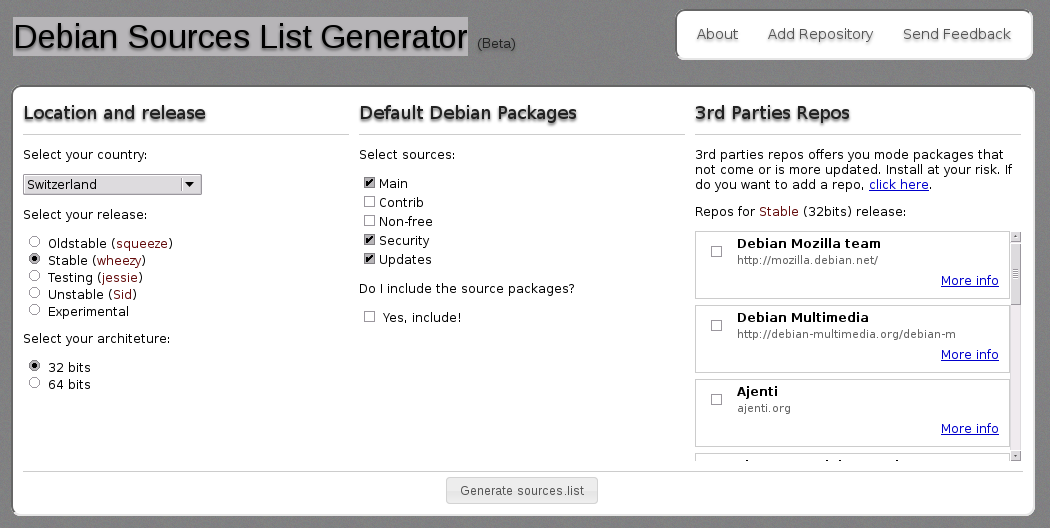 Debian Sources List Generator (Beta)
About Add Repository Send Feedback
Location and release
Select your country:
Switzerland
Select your release:
Oldstable (squeeze)
Stable (wheezy)
Testing (jessie)
Unstable (Sid)
Experimental
Select your architeture:
32 bits
64 bits
Default Debian Packages
Select sources:
Main
Contrib
Non-free
Security
Updates
Do I include the source packages?
Yes, include!
3rd Parties Repos
3rd parties repos offers you mode packages that
not come or is more updated. Install at your risk. If
do you want to add a repo, click here.
Repos for Stable (32bits) release:
Debian Mozilla team
http://mozilla.debian.net/
More info
Debian Multimedia
http://debian-multimedia.org/debian-m
More info
Ajenti
ajenti.org
More info
Generate sources.list